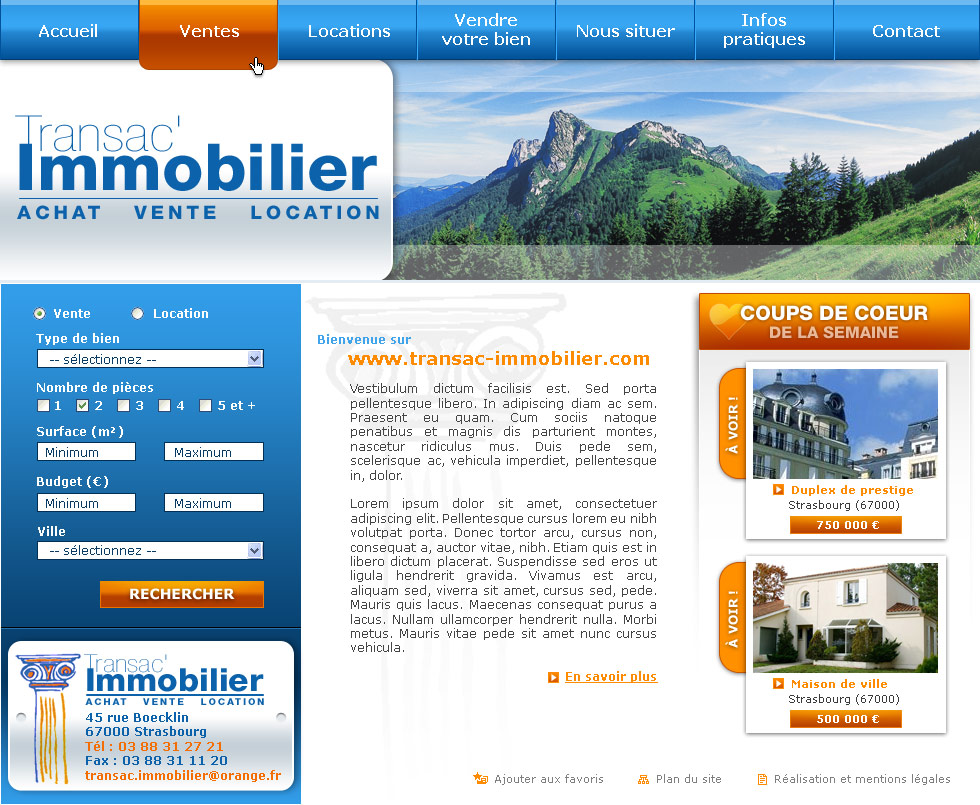 Accueil
Ventes
Locations
Vendre
votre bien
Nous situer
Infos
pratiques
Contact
Transac'
Immobilier
ACHAT VENTE LOCATION
Vente
Location
Type de bien
-- sélectionnez --
Nombre de pièces
1 2 3 4 5 et +
Surface (m²)
Minimum
Maximum
Budget (€)
Minimum
Maximum
Ville
-- sélectionnez --
RECHERCHER
Transac'
Immobilier
ACHAT VENTE LOCATION
45 rue Boecklin
67000 Strasbourg
Tél : 03 88 31 27 21
Fax : 03 88 31 11 20
transac.immobilier@orange.fr
Bienvenue sur
www.transac-immobilier.com
Vestibulum dictum facilisis est. Sed porta
pellentesque libero. In adipiscing diam ac sem.
Praesent eu quam. Cum sociis natoque
penatibus et magnis dis parturient montes,
nascetur ridiculus mus. Duis pede sem,
scelerisque ac, vehicula imperdiet, pellentesque
in, dolor.
Lorem ipsum dolor sit amet, consectetuer
adipiscing elit. Pellentesque cursus lorem eu nibh
volutpat porta. Donec tortor arcu, cursus non,
consequat a, auctor vitae, nibh. Etiam quis est in
libero dictum placerat. Suspendisse sed eros ut
ligula hendrerit gravida. Vivamus est arcu,
aliquam sed, viverra sit amet, cursus sed, pede.
Mauris quis lacus. Maecenas consequat purus a
lacus. Nullam ullamcorper hendrerit nulla. Morbi
metus. Mauris vitae pede sit amet nunc cursus
vehicula.
En savoir plus
COUPS DE COEUR
DE LA SEMAINE
À VOIR !
Duplex de prestige
Strasbourg (67000)
750 000 €
À VOIR !
Maison de ville
Strasbourg (67000)
500 000 €
Ajouter aux favoris
Plan du site
Réalisation et mentions légales